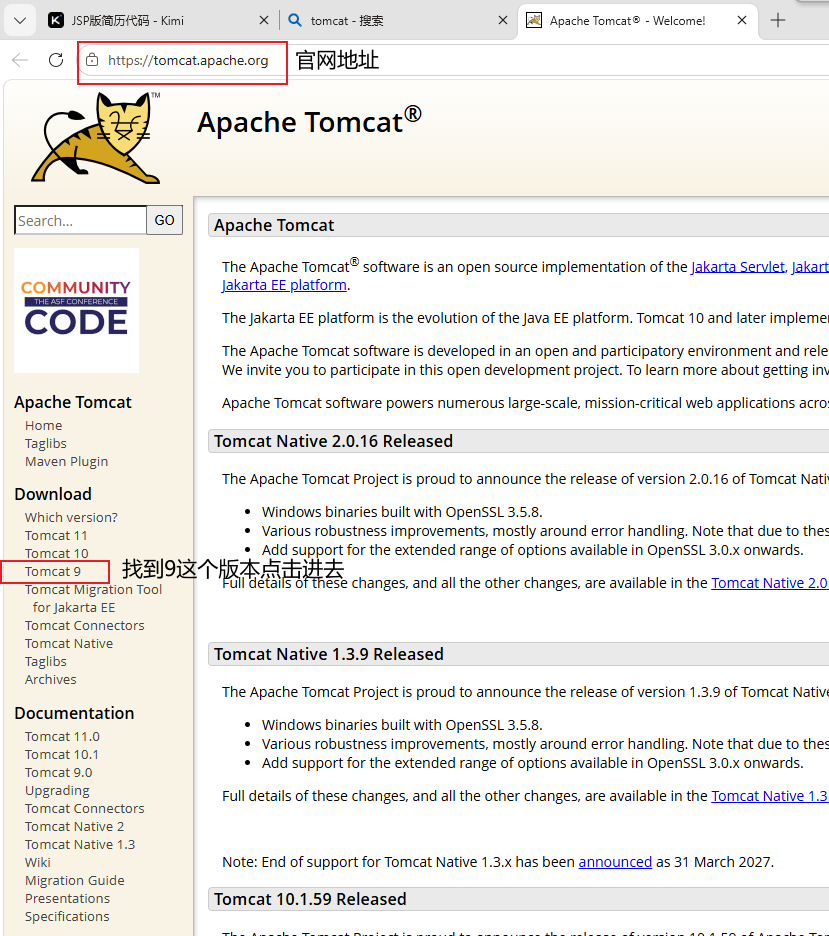 JSP版简历代码 - Kimi
tomcat - 搜索
Apache Tomcat® - Welcome!
https://tomcat.apache.org
官网地址
TM
Apache Tomcat®
Search...
GO
COMMUNITY
THE ASF CONFERENCE
CODE
Apache Tomcat
Home
Taglibs
Maven Plugin
Download
Which version?
Tomcat 11
Tomcat 10
Tomcat 9
找到9这个版本点击进去
Tomcat Migration Tool
for Jakarta EE
Tomcat Connectors
Tomcat Native
Taglibs
Archives
Documentation
Tomcat 11.0
Tomcat 10.1
Tomcat 9.0
Upgrading
Tomcat Connectors
Tomcat Native 2
Tomcat Native 1.3
Wiki
Migration Guide
Presentations
Specifications
Apache Tomcat
The Apache Tomcat® software is an open source implementation of the Jakarta Servlet, Jakart
Jakarta EE platform.
The Jakarta EE platform is the evolution of the Java EE platform. Tomcat 10 and later impleme
The Apache Tomcat software is developed in an open and participatory environment and rele
We invite you to participate in this open development project. To learn more about getting inv
Apache Tomcat software powers numerous large-scale, mission-critical web applications acros
Tomcat Native 2.0.16 Released
The Apache Tomcat Project is proud to announce the release of version 2.0.16 of Tomcat Nativ
• Windows binaries built with OpenSSL 3.5.8.
• Various robustness improvements, mostly around error handling. Note that due to thes
• Add support for the extended range of options available in OpenSSL 3.0.x onwards.
Full details of these changes, and all the other changes, are available in the Tomcat Native 2.0
Tomcat Native 1.3.9 Released
The Apache Tomcat Project is proud to announce the release of version 1.3.9 of Tomcat Native
• Windows binaries built with OpenSSL 3.5.8.
• Various robustness improvements, mostly around error handling. Note that due to thes
• Add support for the extended range of options available in OpenSSL 3.0.x onwards.
Full details of these changes, and all the other changes, are available in the Tomcat Native 1.3
Note: End of support for Tomcat Native 1.3.x has been announced as 31 March 2027.
Tomcat 10.1.59 Released